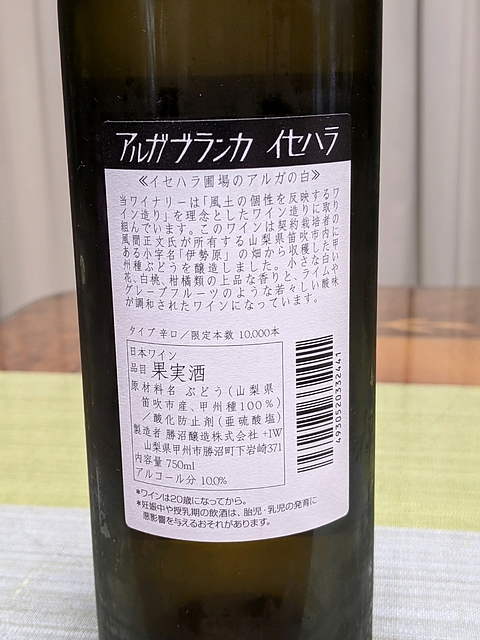 アルガブランカ イセハラ
≪イセハラ圃場のアルガの白≫
当ワイナリーは「風土の個性を反映するワ
イン造り」を理念としたワイン造りに取り
組んでいます。このワインは契約栽培者の
風間正文氏が所有する山梨県笛吹市内に
ある小字名「伊勢原」の畑から収穫した甲
州種ぶどうを醸造しました。小さな白い
花、白桃、柑橘類の上品な香りと、ライムや
グレープフルーツのような若々しい酸味
が調和されたワインになっています。
タイプ 辛口／限定本数 10,000本
日本ワイン
品目 果実酒
原材料名 ぶどう（山梨県
笛吹市産、甲州種100％）
／酸化防止剤（亜硫酸塩）
製造者 勝沼醸造株式会社 +IW
山梨県甲州市勝沼町下岩崎371
内容量 750ml
アルコール分 10.0%
4930520332441
*ワインは20歳になってから。
*妊娠中や授乳期の飲酒は、胎児・乳児の発育に
悪影響を与えるおそれがあります。